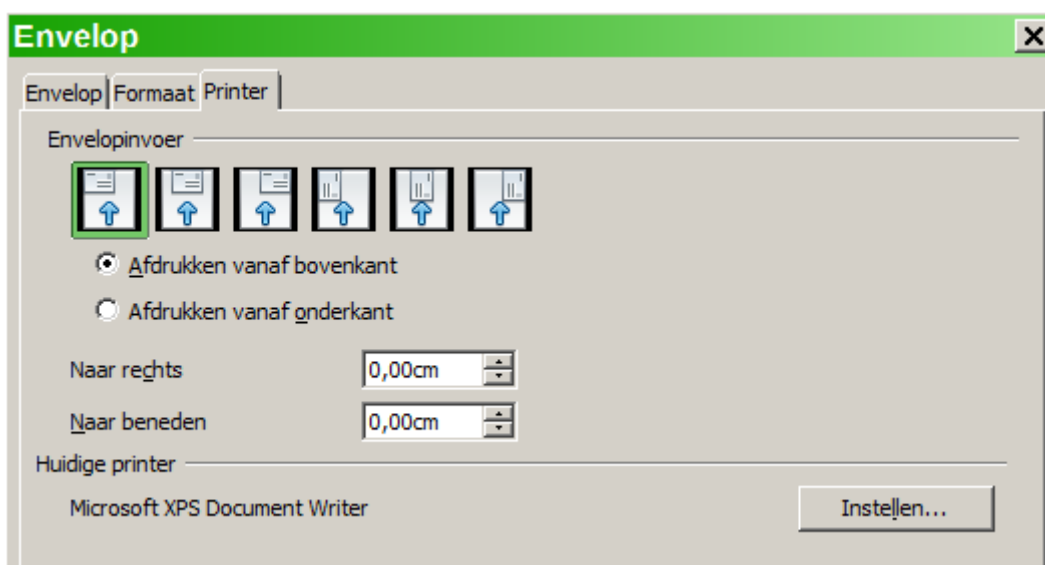 Envelop
Envelop Formaat Printer
Envelopinvoer
Afdrukken vanaf bovenkant
Afdrukken vanaf onderkant
Naar rechts 0,00cm
Naar beneden 0,00cm
Huidige printer
Microsoft XPS Document Writer Instellen...